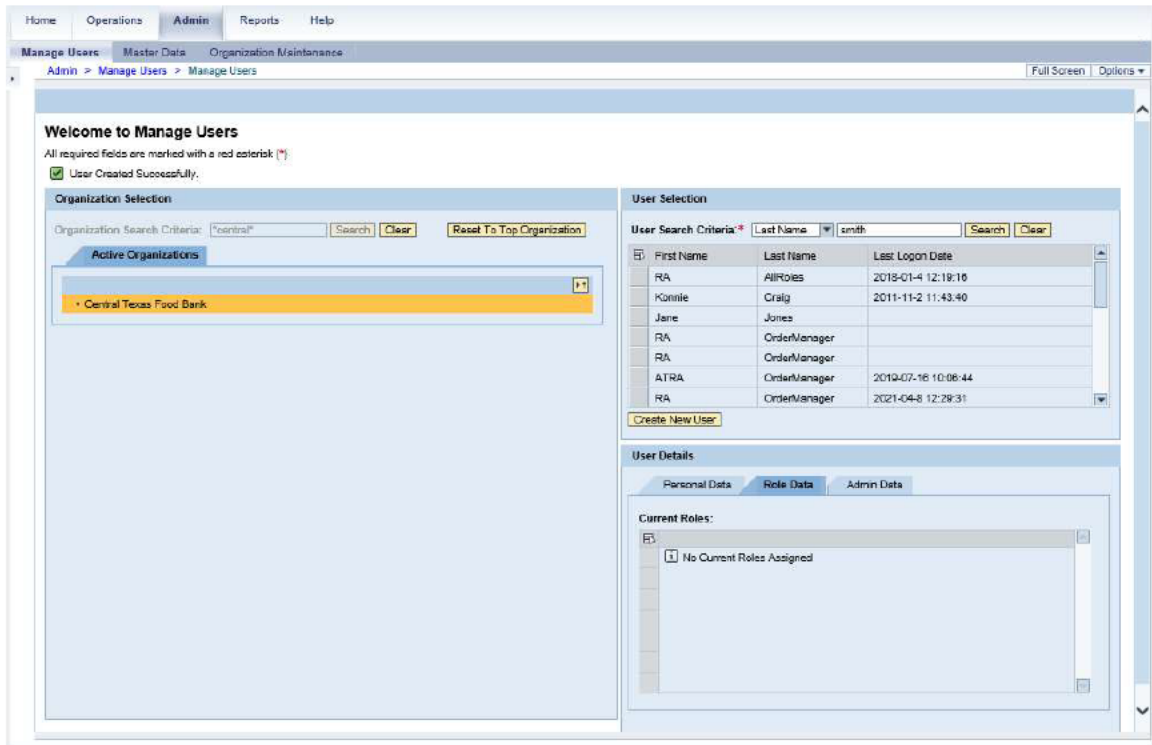 Home Operations Admin Reports Help
Manage Users Master Data Organization Maintenance
Admin > Manage Users > Manage Users
Full Screen Options
Welcome to Manage Users
All required fields are marked with a red asterisk (*)
User Created Successfully.
Organization Selection
Organization Search Criteria: *central* Search Clear Reset To Top Organization
Active Organizations
Central Texas Food Bank
User Selection
User Search Criteria:* Last Name smith Search Clear
First Name Last Name Last Logon Date
RA AllRoles 2018-01-4 12:19:16
Konnie Craig 2011-11-2 11:43:40
Jane Jones
RA OrderManager
RA OrderManager
ATRA OrderManager 2019-07-16 10:06:44
RA OrderManager 2021-04-8 12:29:31
Create New User
User Details
Personal Data Role Data Admin Data
Current Roles:
No Current Roles Assigned